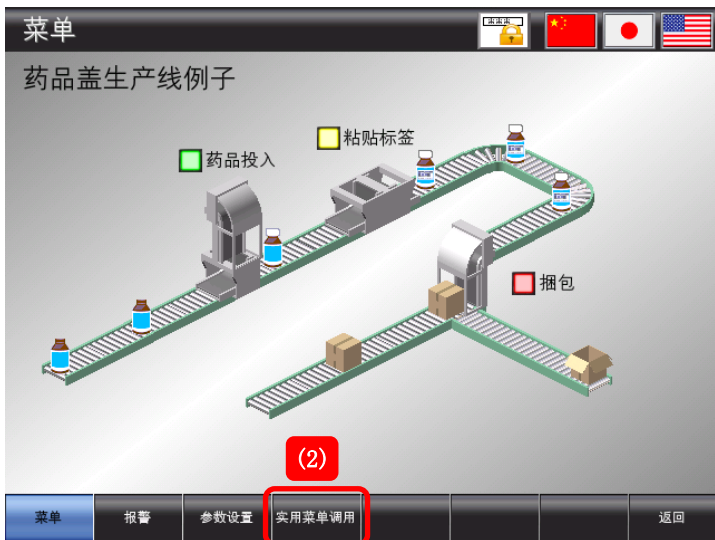 菜单
***
药品盖生产线例子
粘贴标签
药品投入
捆包
(2)
菜单
报警
参数设置
实用菜单调用
返回